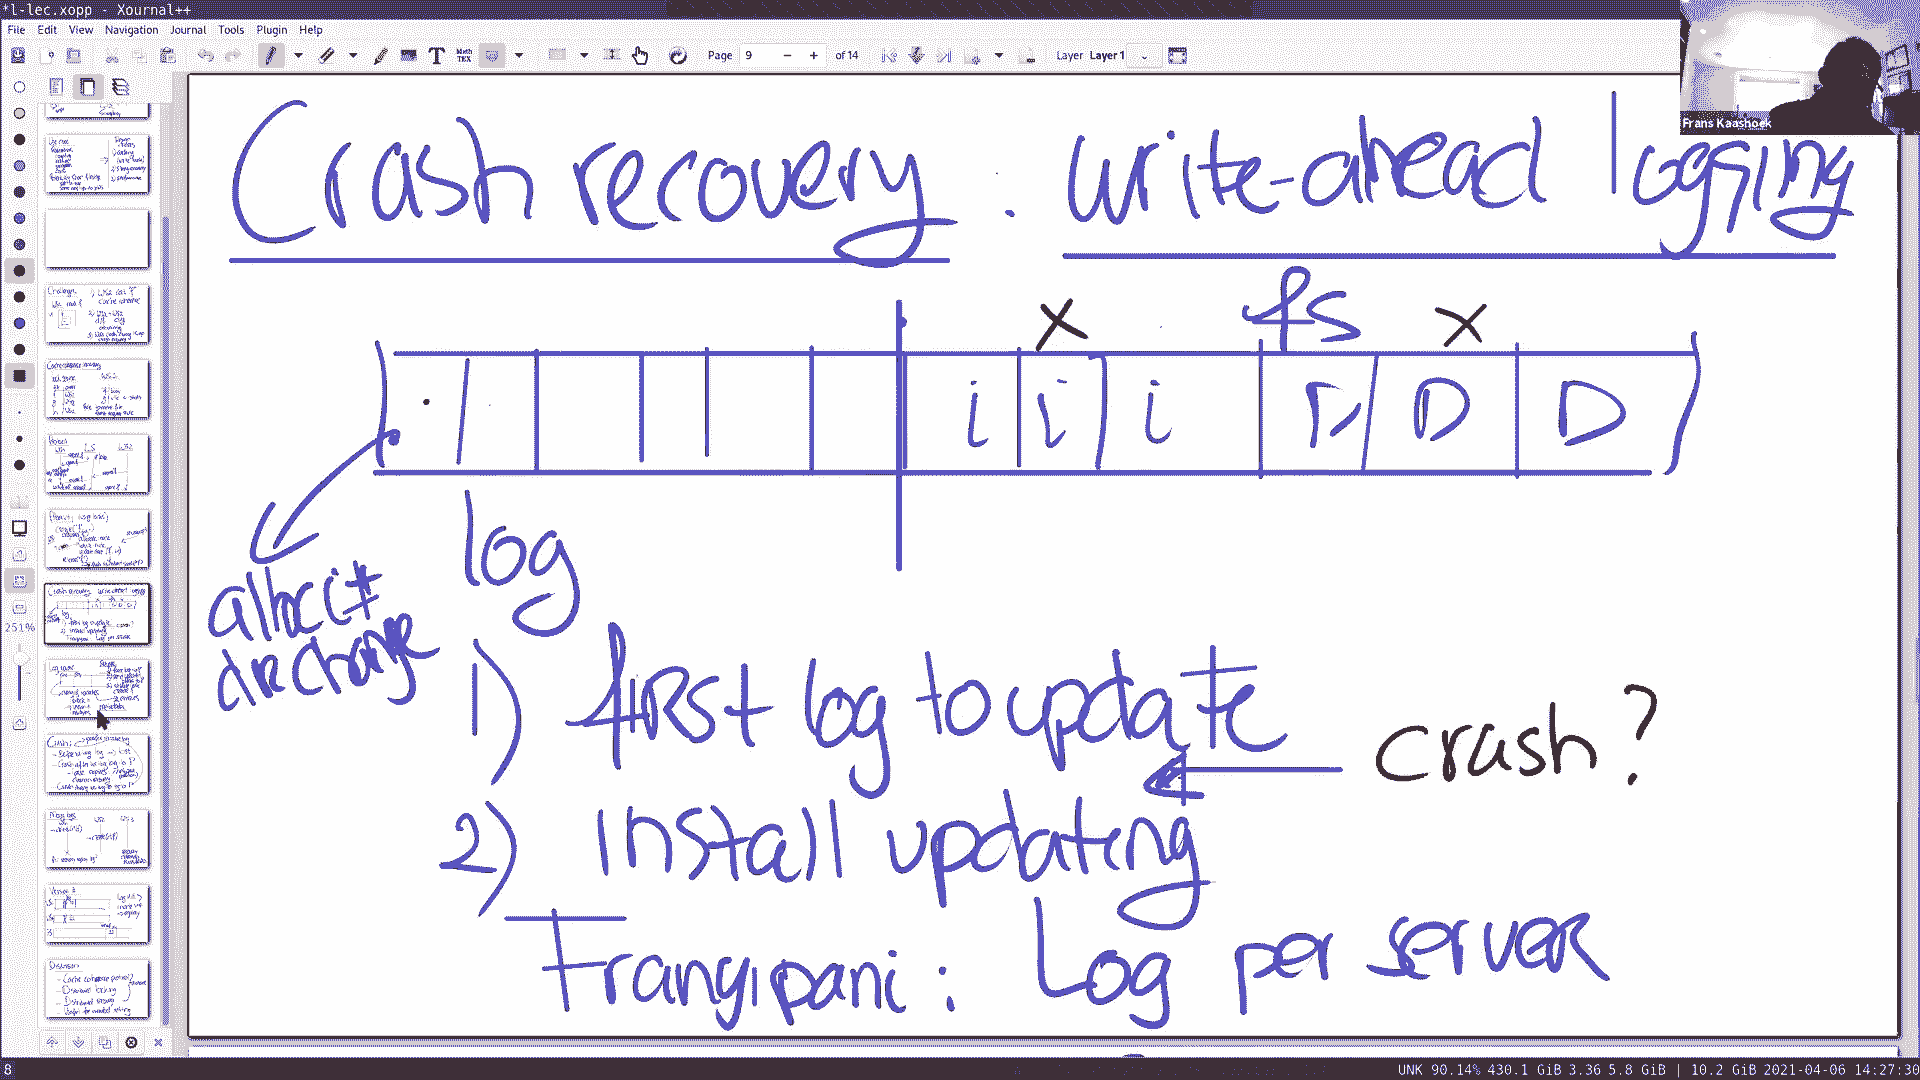 *l-lec.xopp - Xournal++
File Edit View Navigation Journal Tools Plugin Help
Page 9 of 14 Layer Layer 1
Frans Kaashoek
Crash recovery : write-ahead logging
x fs x
i i i D D D
log
alloc i#
dir change
1) first log to update
crash?
2) install updating
251%
Frangipani : Log per server
8 UNK 90.14% 430.1 GiB 3.36 5.8 GiB | 10.2 GiB 2021-04-06 14:27:30